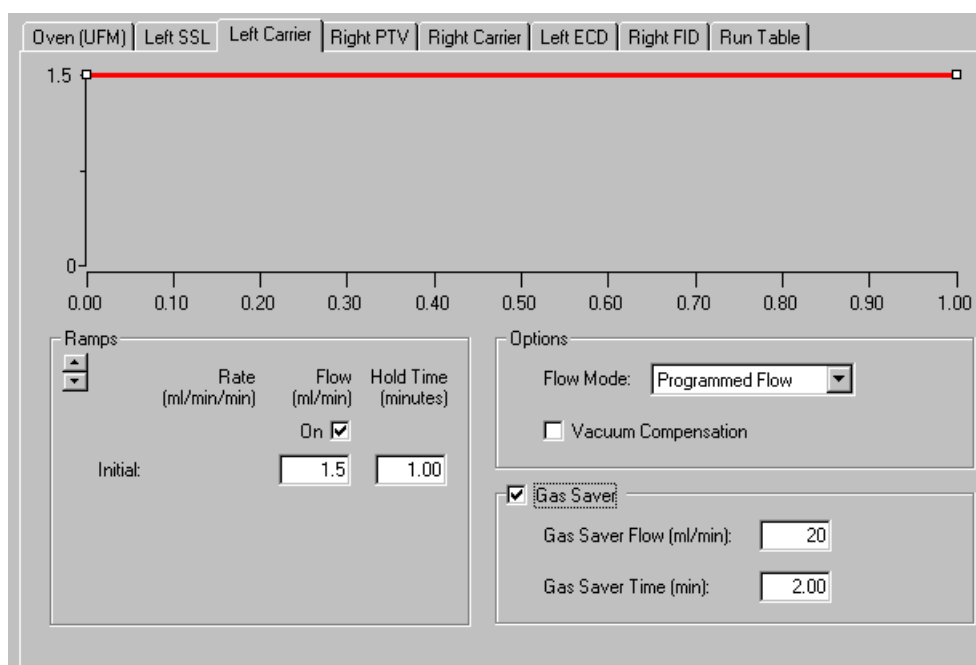 Oven (UFM) Left SSL Left Carrier Right PTV Right Carrier Left ECD Right FID Run Table
1.5
0
0.00 0.10 0.20 0.30 0.40 0.50 0.60 0.70 0.80 0.90 1.00
Ramps
Rate Flow Hold Time
(ml/min/min) (ml/min) (minutes)
On
Initial: 1.5 1.00
Options
Flow Mode: Programmed Flow
Vacuum Compensation
Gas Saver
Gas Saver Flow (ml/min): 20
Gas Saver Time (min): 2.00